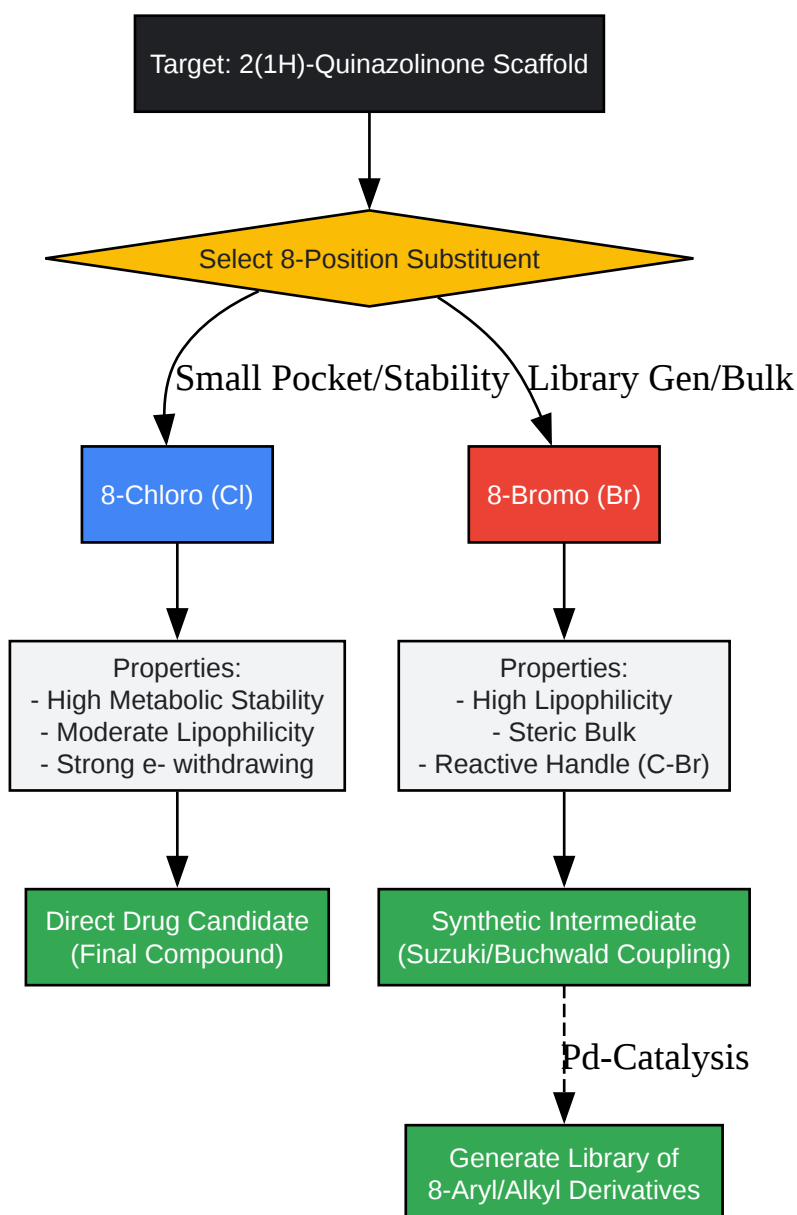 Target: 2(1H)-Quinazolinone Scaffold
Select 8-Position Substituent
Small Pocket/Stability
Library Gen/Bulk
8-Chloro (Cl)
8-Bromo (Br)
Properties:
- High Metabolic Stability
- Moderate Lipophilicity
- Strong e- withdrawing
Properties:
- High Lipophilicity
- Steric Bulk
- Reactive Handle (C-Br)
Direct Drug Candidate
(Final Compound)
Synthetic Intermediate
(Suzuki/Buchwald Coupling)
Pd-Catalysis
Generate Library of
8-Aryl/Alkyl Derivatives